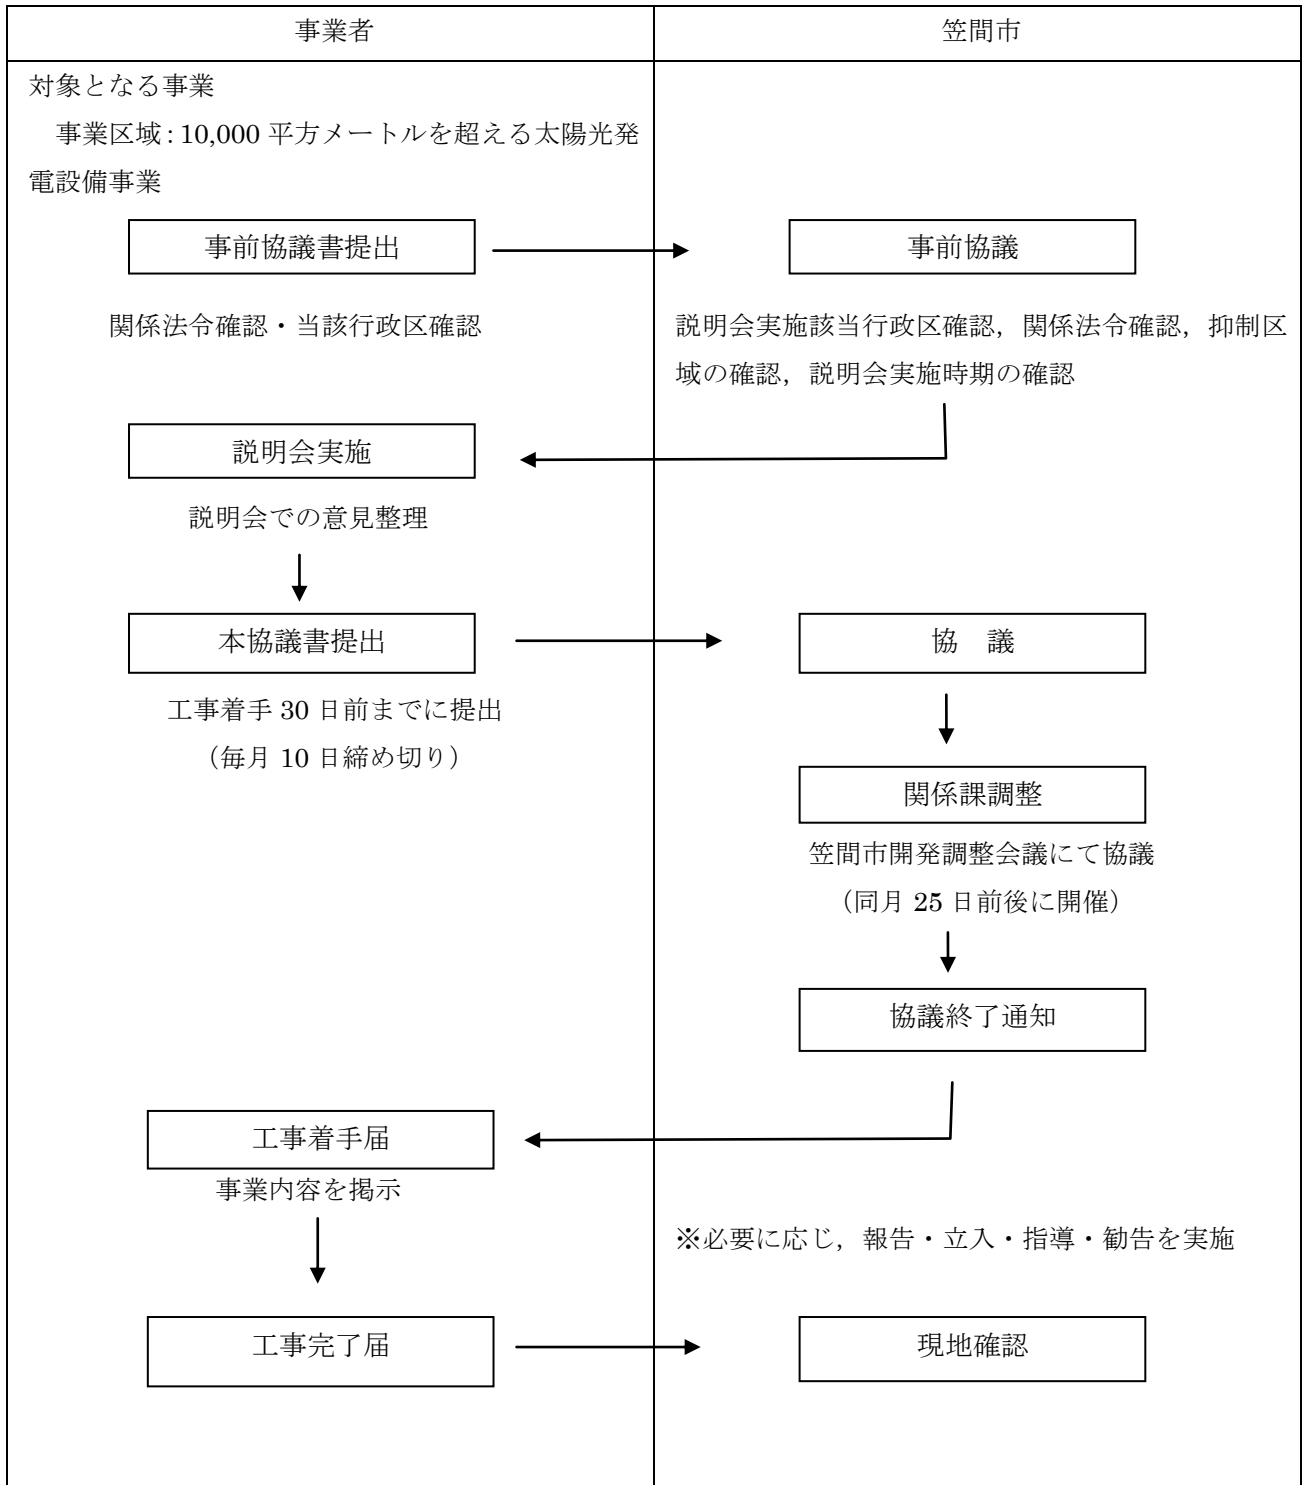 事業者
笠間市
対象となる事業
事業区域：10,000 平方メートルを超える太陽光発
電設備事業
事前協議書提出
事前協議
関係法令確認・当該行政区確認
説明会実施該当行政区確認，関係法令確認，抑制区
域の確認，説明会実施時期の確認
説明会実施
説明会での意見整理
本協議書提出
協　議
工事着手 30 日前までに提出
（毎月 10 日締め切り）
関係課調整
笠間市開発調整会議にて協議
（同月 25 日前後に開催）
協議終了通知
工事着手届
事業内容を掲示
※必要に応じ，報告・立入・指導・勧告を実施
工事完了届
現地確認